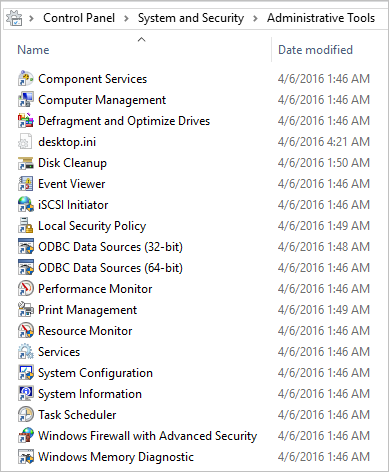 Control Panel > System and Security > Administrative Tools
Name Date modified
Component Services 4/6/2016 1:46 AM
Computer Management 4/6/2016 1:46 AM
Defragment and Optimize Drives 4/6/2016 1:46 AM
desktop.ini 4/6/2016 4:21 AM
Disk Cleanup 4/6/2016 1:50 AM
Event Viewer 4/6/2016 1:46 AM
iSCSI Initiator 4/6/2016 1:46 AM
Local Security Policy 4/6/2016 1:49 AM
ODBC Data Sources (32-bit) 4/6/2016 1:48 AM
ODBC Data Sources (64-bit) 4/6/2016 1:46 AM
Performance Monitor 4/6/2016 1:46 AM
Print Management 4/6/2016 1:49 AM
Resource Monitor 4/6/2016 1:46 AM
Services 4/6/2016 1:46 AM
System Configuration 4/6/2016 1:46 AM
System Information 4/6/2016 1:46 AM
Task Scheduler 4/6/2016 1:46 AM
Windows Firewall with Advanced Security 4/6/2016 1:46 AM
Windows Memory Diagnostic 4/6/2016 1:46 AM